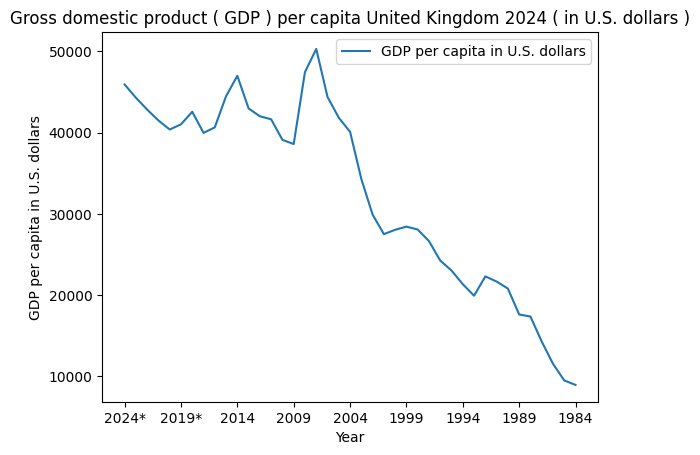 Gross domestic product ( GDP ) per capita United Kingdom 2024 ( in U.S. dollars )
GDP per capita in U.S. dollars
GDP per capita in U.S. dollars
50000
40000
30000
20000
10000
2024* 2019* 2014 2009 2004 1999 1994 1989 1984
Year